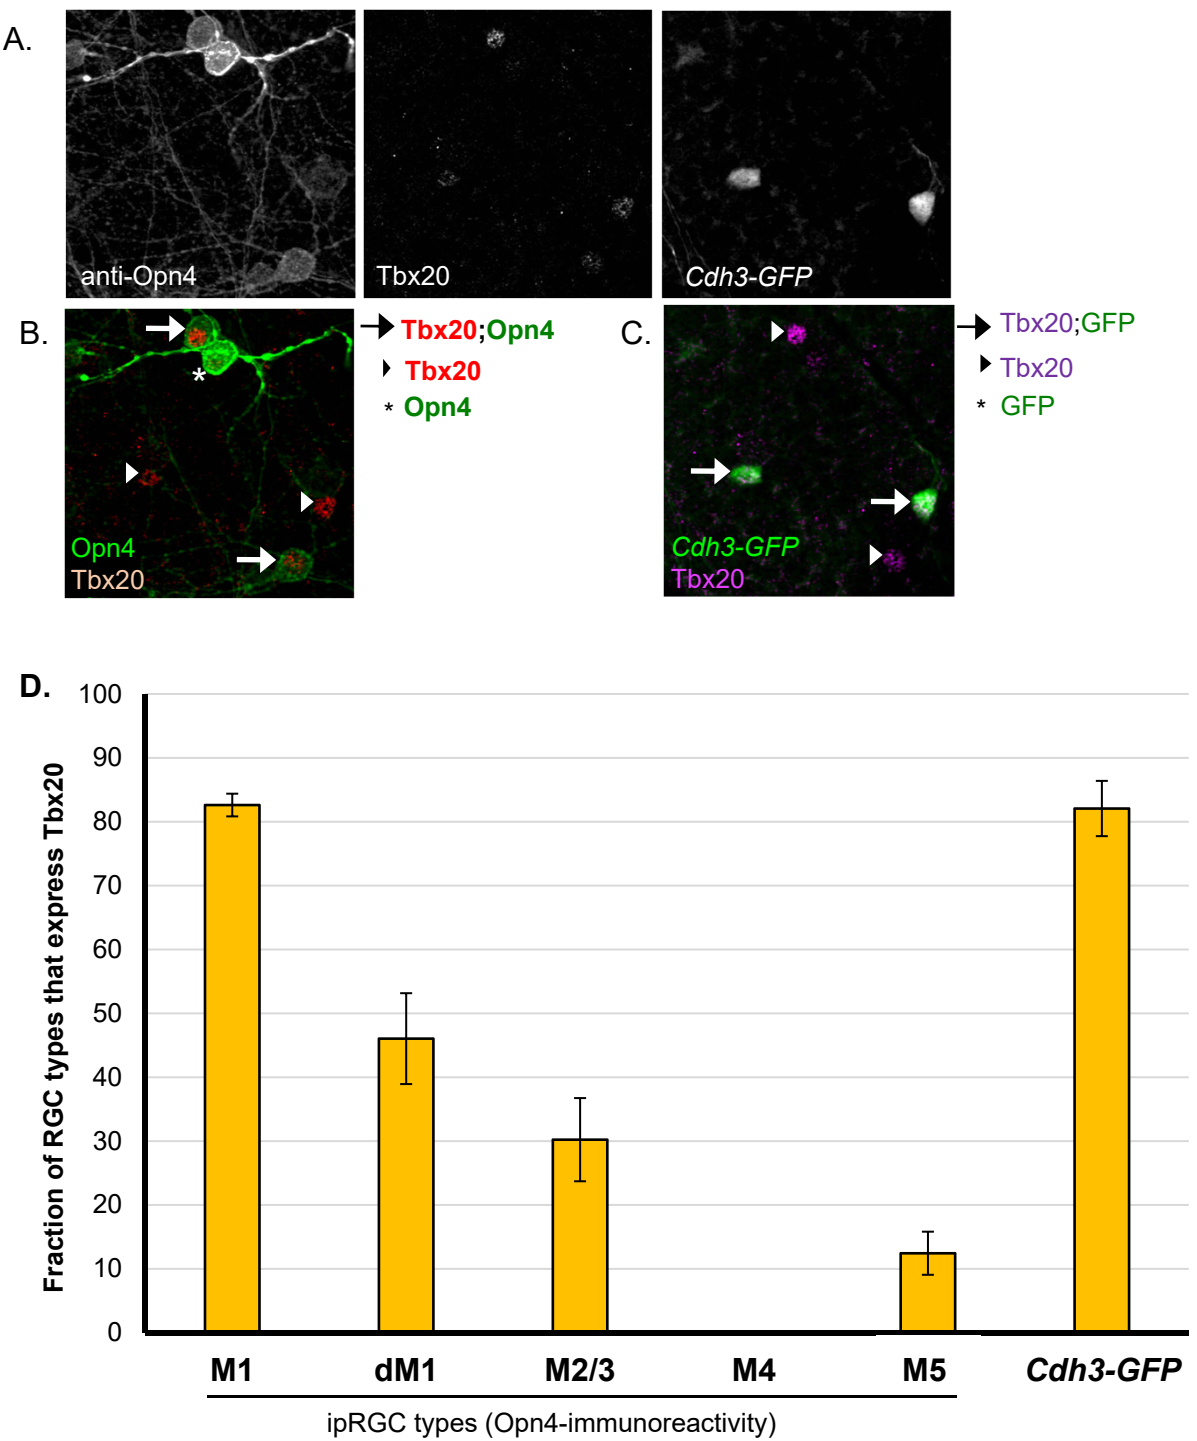 A.
anti-Opn4
Tbx20
Cdh3-GFP
B.
Opn4
Tbx20
Tbx20;Opn4
Tbx20
* Opn4
*
C.
Cdh3-GFP
Tbx20
Tbx20;GFP
Tbx20
* GFP
D.
Fraction of RGC types that express Tbx20
100
90
80
70
60
50
40
30
20
10
0
M1 dM1 M2/3 M4 M5 Cdh3-GFP
ipRGC types (Opn4-immunoreactivity)